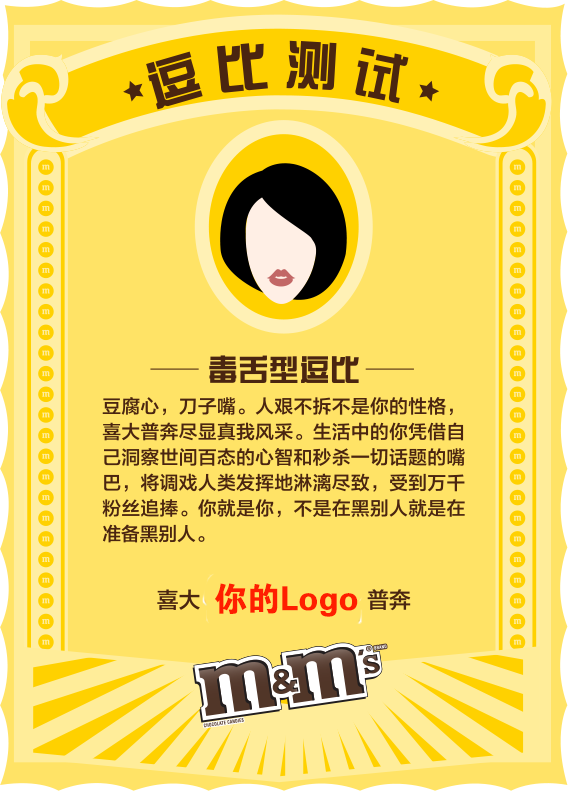 逗比测试
毒舌型逗比
豆腐心，刀子嘴。人艰不拆不是你的性格，
喜大普奔尽显真我风采。生活中的你凭借自
己洞察世间百态的心智和秒杀一切话题的嘴
巴，将调戏人类发挥地淋漓尽致，受到万千
粉丝追捧。你就是你，不是在黑别人就是在
准备黑别人。
喜大 你的Logo 普奔
m&m's
CHOCOLATE CANDIES